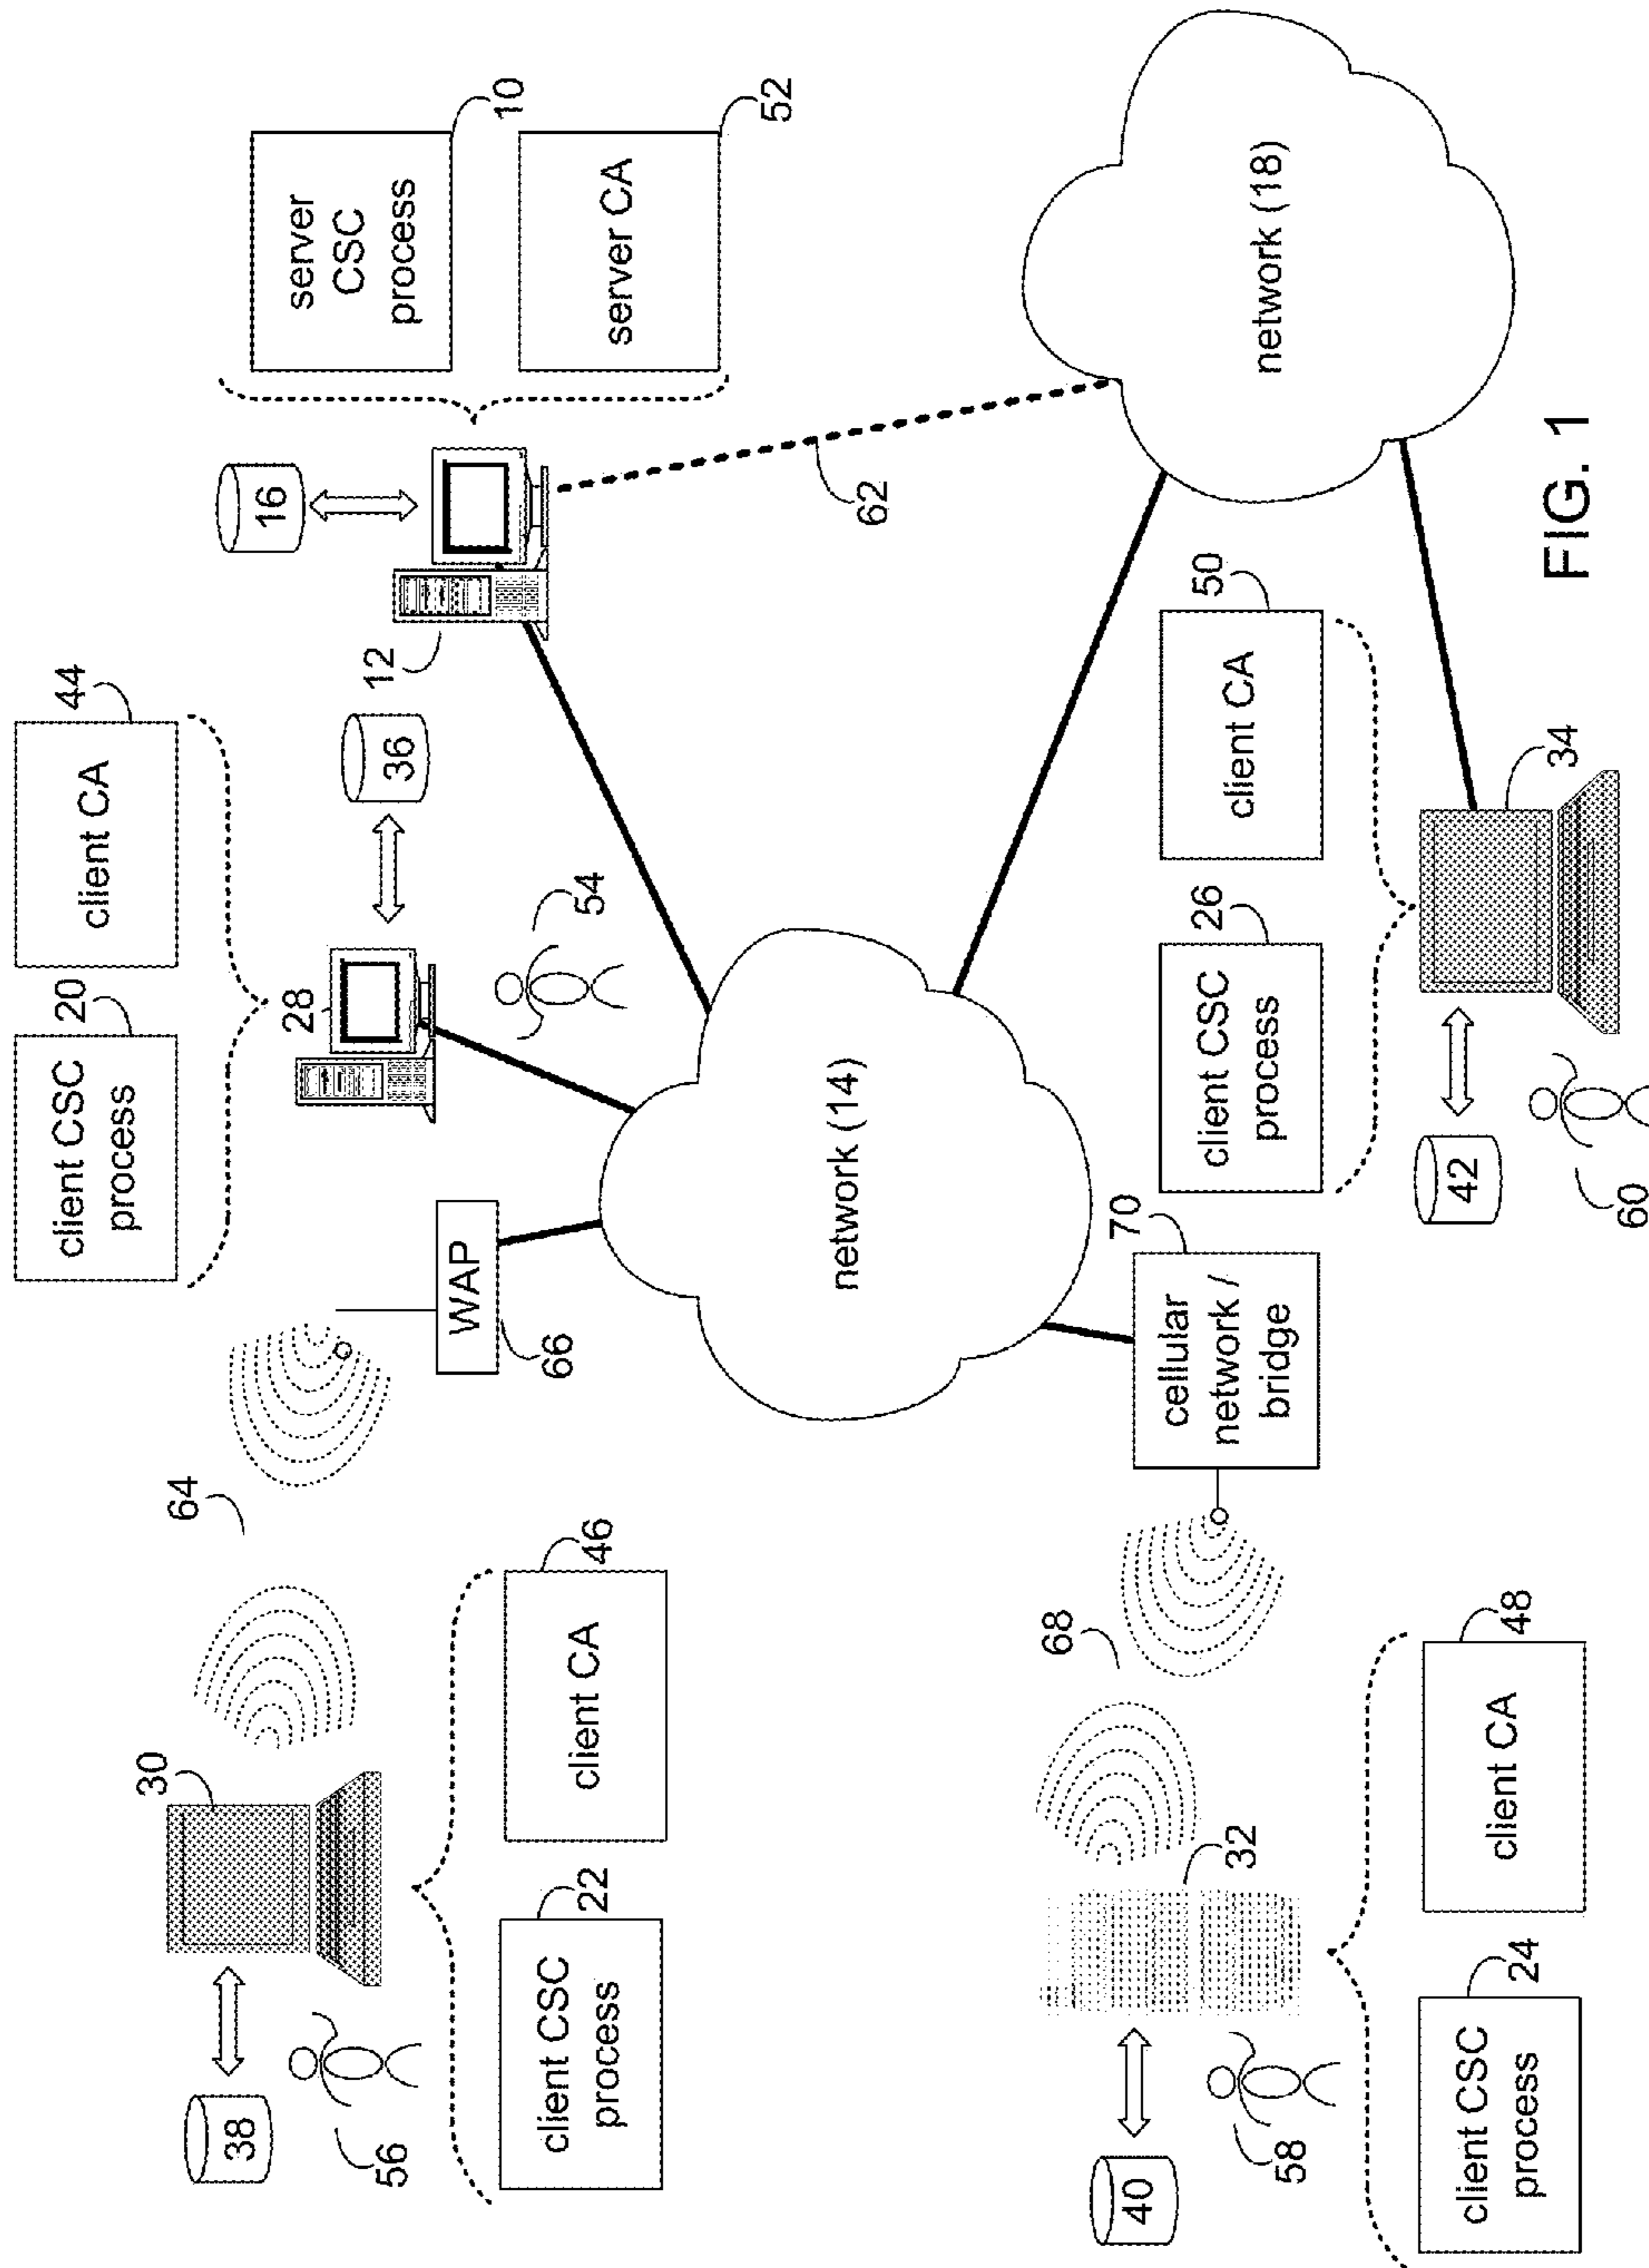 38
30
56
client CSC
process
22
client CA
46
64
client CSC
process
20
client CA
44
28
36
54
WAP
66
16
12
server
CSC
process
10
server CA
52
62
network (14)
network (18)
40
32
58
68
client CSC
process
24
client CA
48
cellular
network /
bridge
70
client CSC
process
26
client CA
50
42
34
60
FIG. 1